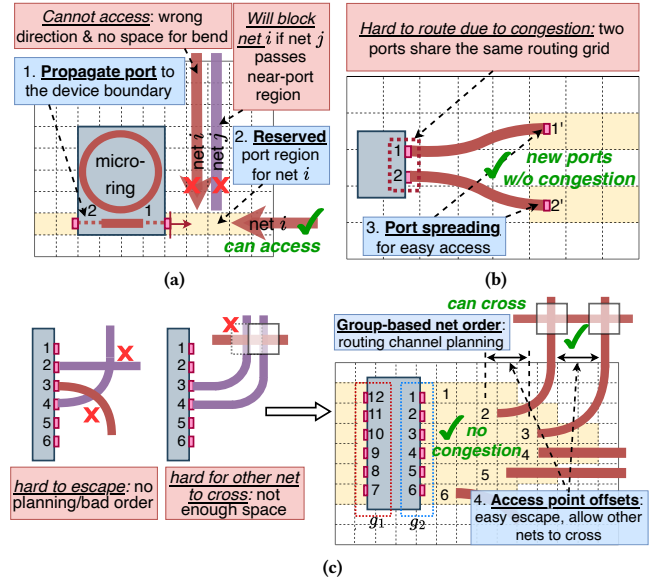 Cannot access: wrong
direction & no space for bend
Will block
net i if net j
passes
near-port
region
1. Propagate port to
the device boundary
2. Reserved
port region
for net i
net i
net j
X X
micro-
ring
2 1
net i
can access
(a)
Hard to route due to congestion: two
ports share the same routing grid
1
2
1'
2'
new ports
w/o congestion
3. Port spreading
for easy access
(b)
1
2
3
4
5
6
X
X
hard to escape: no
planning/bad order
1
2
3
4
5
6
X
hard for other net
to cross: not
enough space
can cross
Group-based net order:
routing channel planning
12 1
11 2
10 3
9 4
8 5
7 6
g1 g2
1
2
3
4
5
6
no
congestion
4. Access point offsets:
easy escape, allow other
nets to cross
(c)